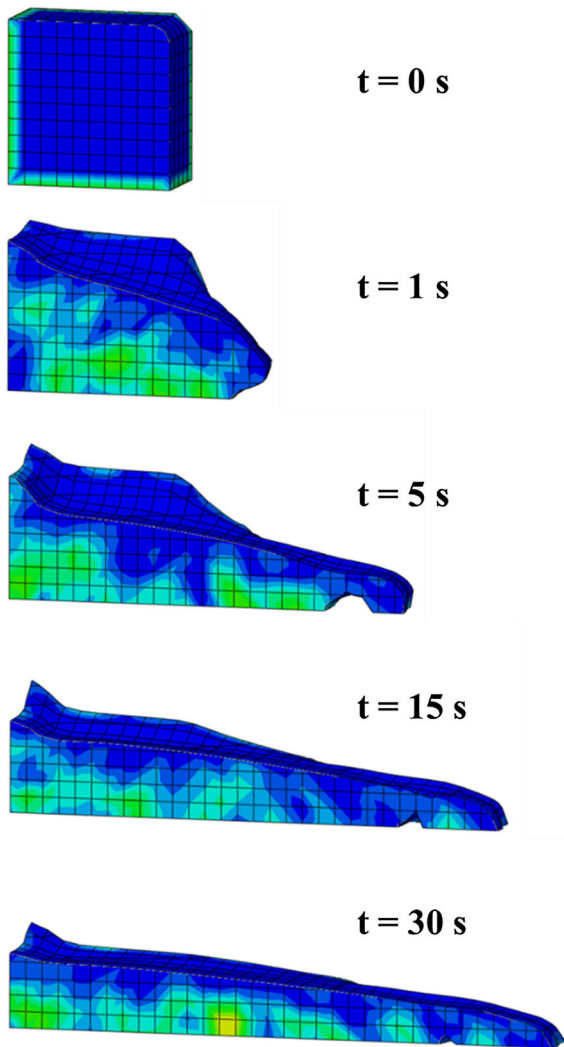 t = 0 s
t = 1 s
t = 5 s
t = 15 s
t = 30 s